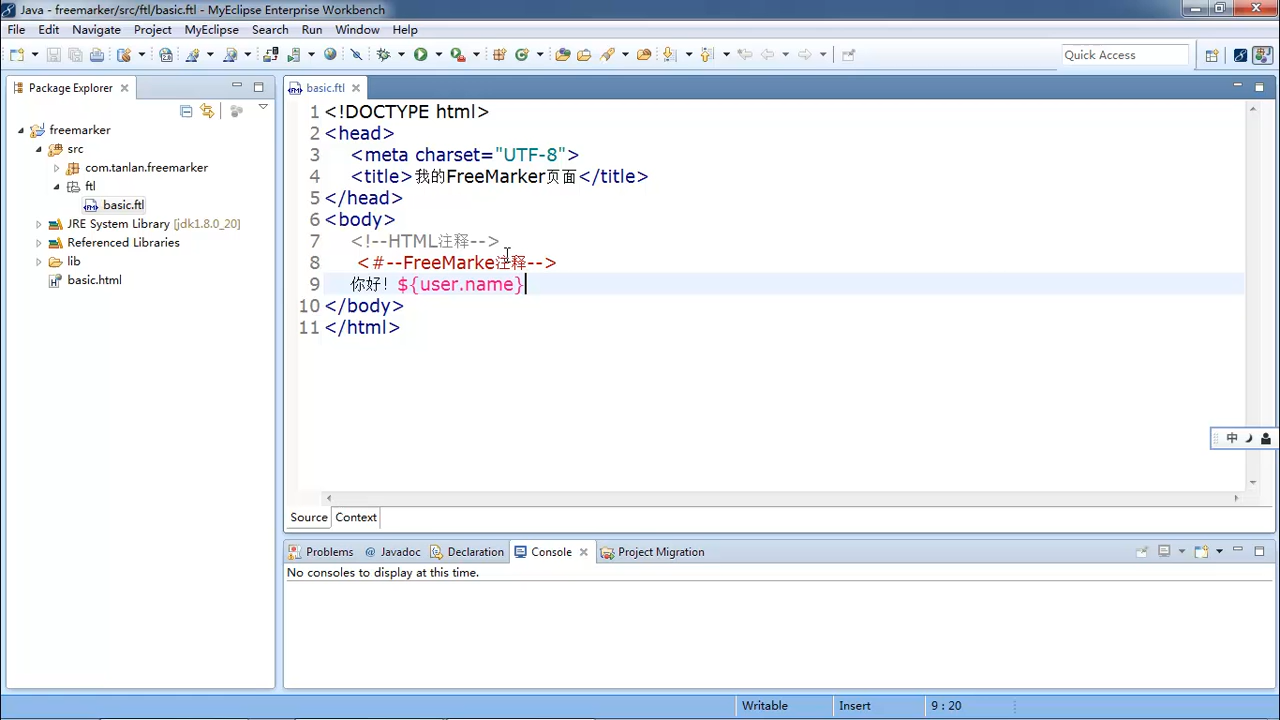 Java - freemarker/src/ftl/basic.ftl - MyEclipse Enterprise Workbench
File Edit Navigate Project MyEclipse Search Run Window Help
Quick Access
Package Explorer
freemarker
src
com.tanlan.freemarker
ftl
basic.ftl
JRE System Library [jdk1.8.0_20]
Referenced Libraries
lib
basic.html
basic.ftl
1 <!DOCTYPE html>
2 <head>
3 <meta charset="UTF-8">
4 <title>我的FreeMarker页面</title>
5 </head>
6 <body>
7 <!--HTML注释-->
8 <#--FreeMarke注释-->
9 你好！${user.name}
10 </body>
11 </html>
中
Source Context
Problems @ Javadoc Declaration Console Project Migration
No consoles to display at this time.
Writable Insert 9 : 20